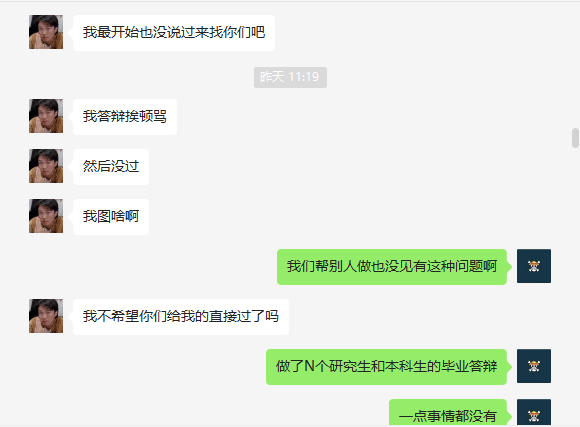 我最开始也没说过来找你们吧
昨天 11:19
我答辩挨顿骂
然后没过
我图啥啊
我们帮别人做也没见有这种问题啊
我不希望你们给我的直接过了吗
做了N个研究生和本科生的毕业答辩
一点事情都没有